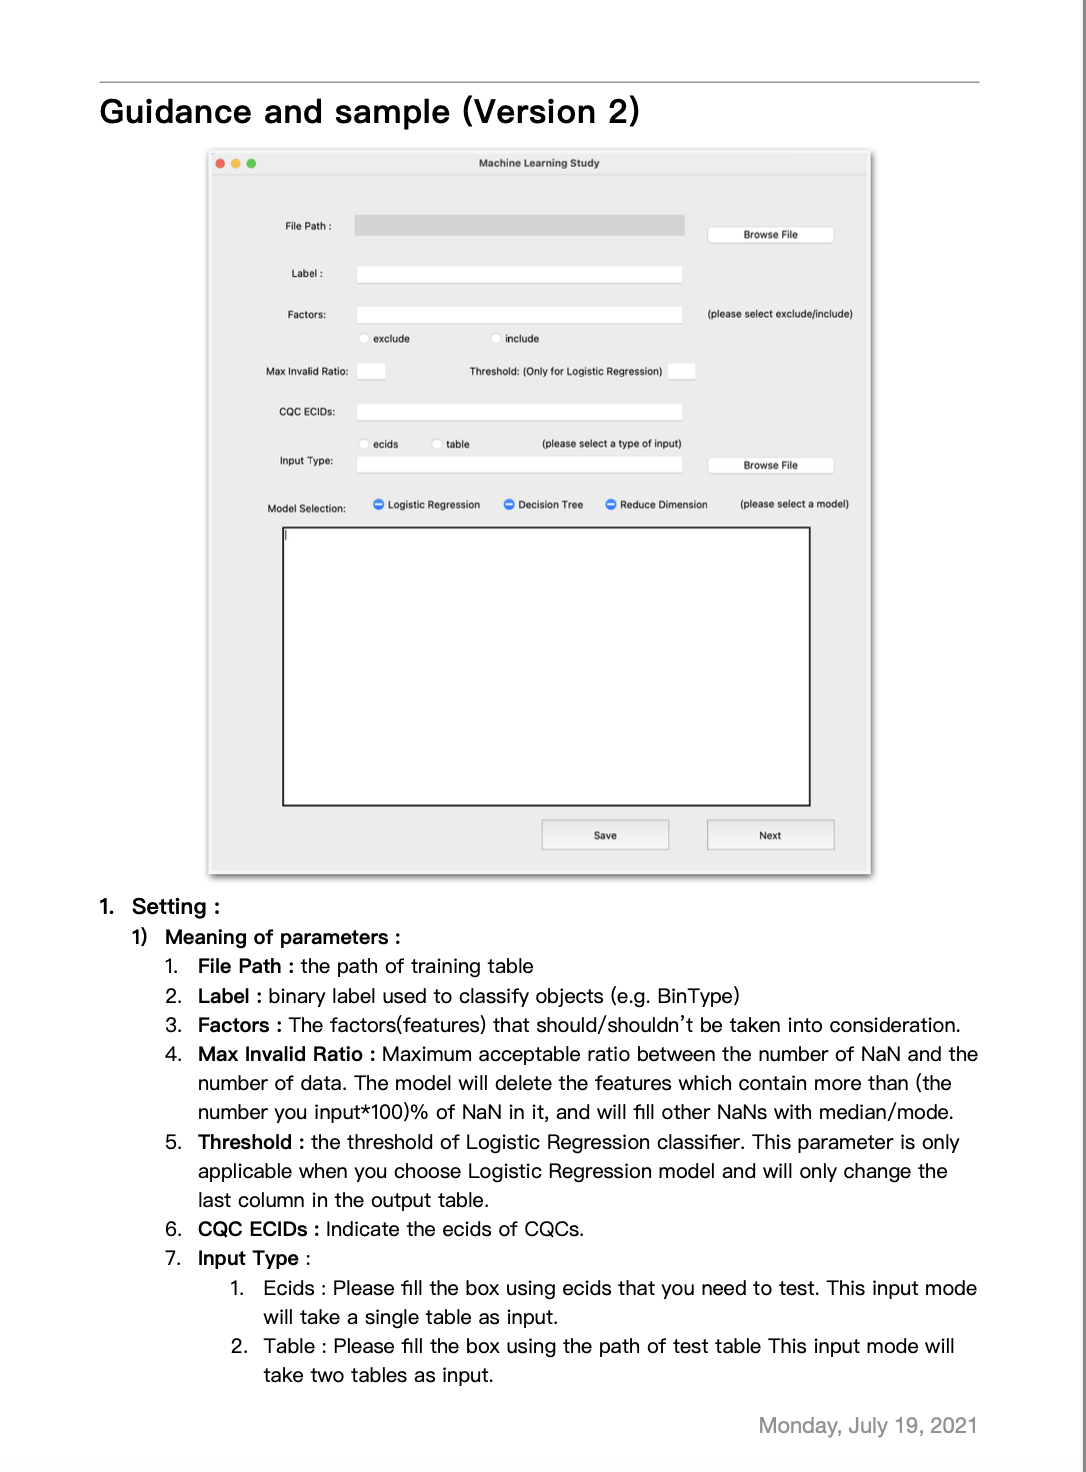 Guidance and sample (Version 2)
Machine Learning Study
File Path :
Browse File
Label :
Factors:
(please select exclude/include)
exclude
include
Max Invalid Ratio:
Threshold: (Only for Logistic Regression)
CQC ECIDs:
ecids
table
(please select a type of input)
Input Type:
Browse File
Model Selection:
Logistic Regression
Decision Tree
Reduce Dimension
(please select a model)
Save
Next
1. Setting :
1) Meaning of parameters :
1. File Path : the path of training table
2. Label : binary label used to classify objects (e.g. BinType)
3. Factors : The factors(features) that should/shouldn't be taken into consideration.
4. Max Invalid Ratio : Maximum acceptable ratio between the number of NaN and the
number of data. The model will delete the features which contain more than (the
number you input*100)% of NaN in it, and will fill other NaNs with median/mode.
5. Threshold : the threshold of Logistic Regression classifier. This parameter is only
applicable when you choose Logistic Regression model and will only change the
last column in the output table.
6. CQC ECIDs : Indicate the ecids of CQCs.
7. Input Type :
1. Ecids : Please fill the box using ecids that you need to test. This input mode
will take a single table as input.
2. Table : Please fill the box using the path of test table This input mode will
take two tables as input.
Monday, July 19, 2021